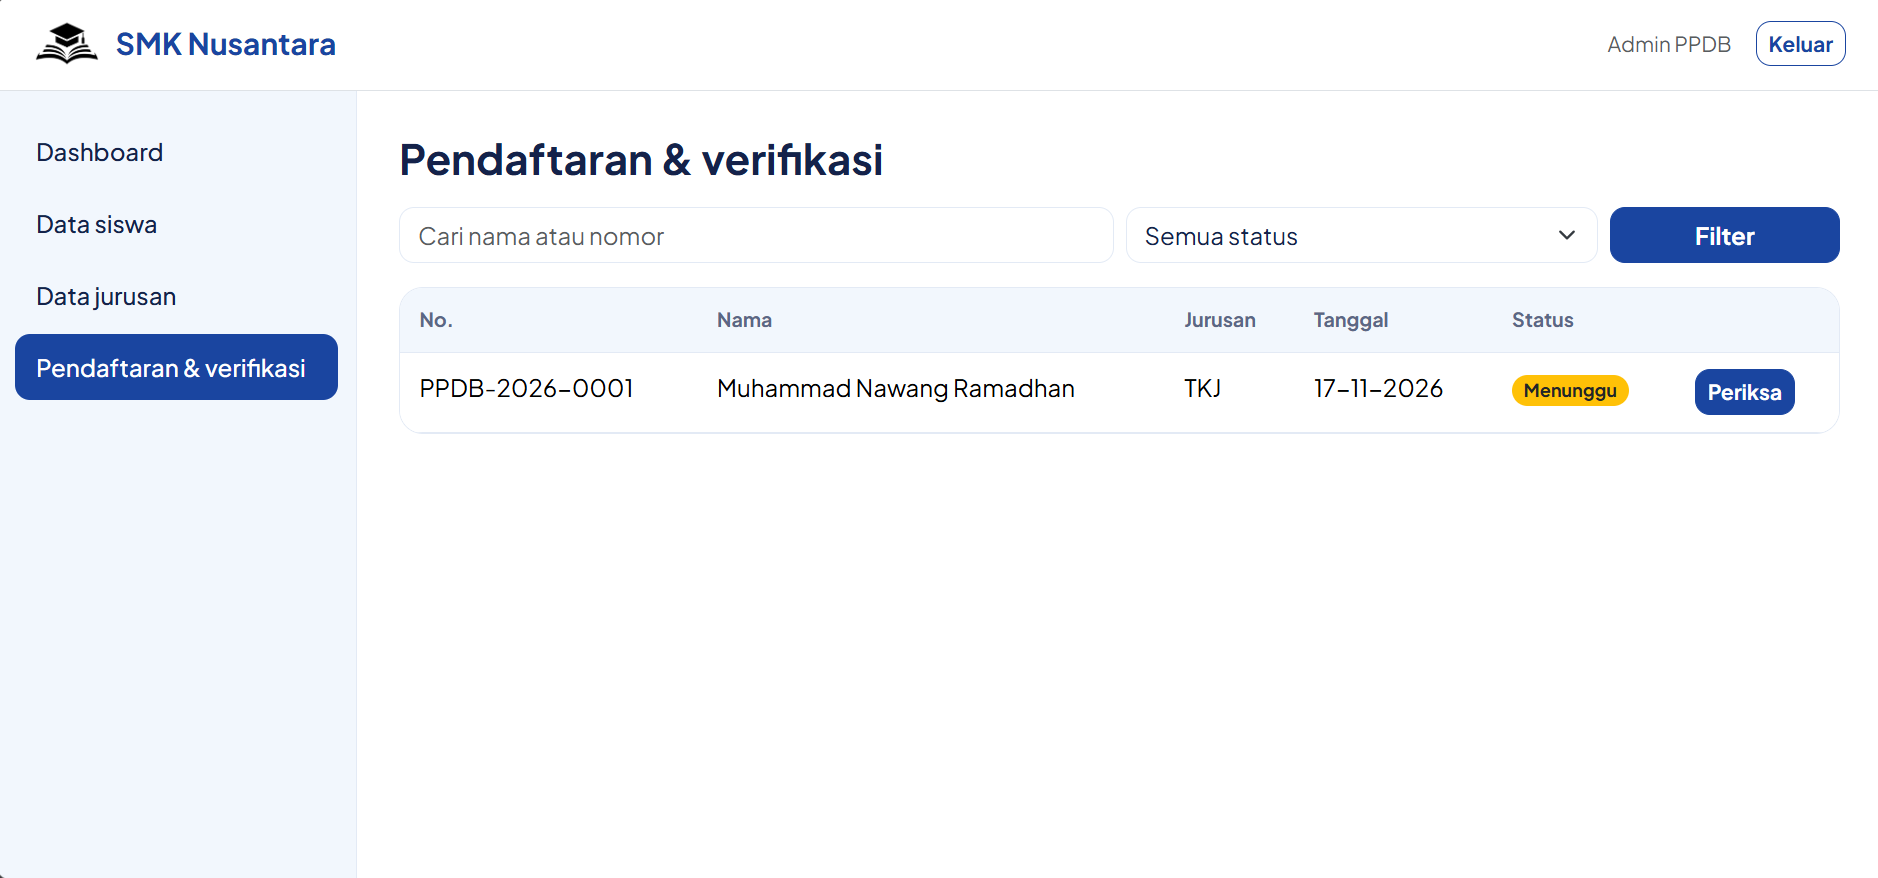 SMK Nusantara
Admin PPDB
Keluar
Dashboard
Data siswa
Data jurusan
Pendaftaran & verifikasi
Pendaftaran & verifikasi
Cari nama atau nomor
Semua status
Filter
No. Nama Jurusan Tanggal Status
PPDB-2026-0001 Muhammad Nawang Ramadhan TKJ 17-11-2026 Menunggu Periksa